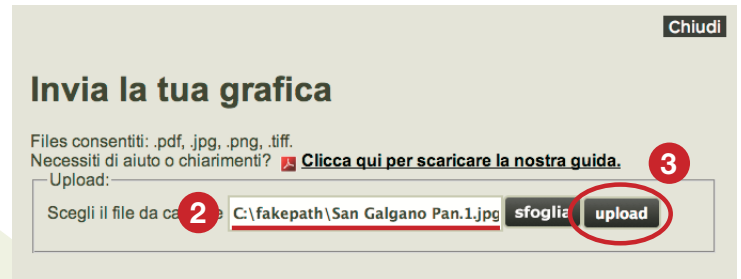 Chiudi
Invia la tua grafica
Files consentiti: .pdf, .jpg, .png, .tiff.
Necessiti di aiuto o chiarimenti? Clicca qui per scaricare la nostra guida.
3
Upload:
Scegli il file da 2 C:\fakepath\San Galgano Pan.1.jpg sfoglia upload